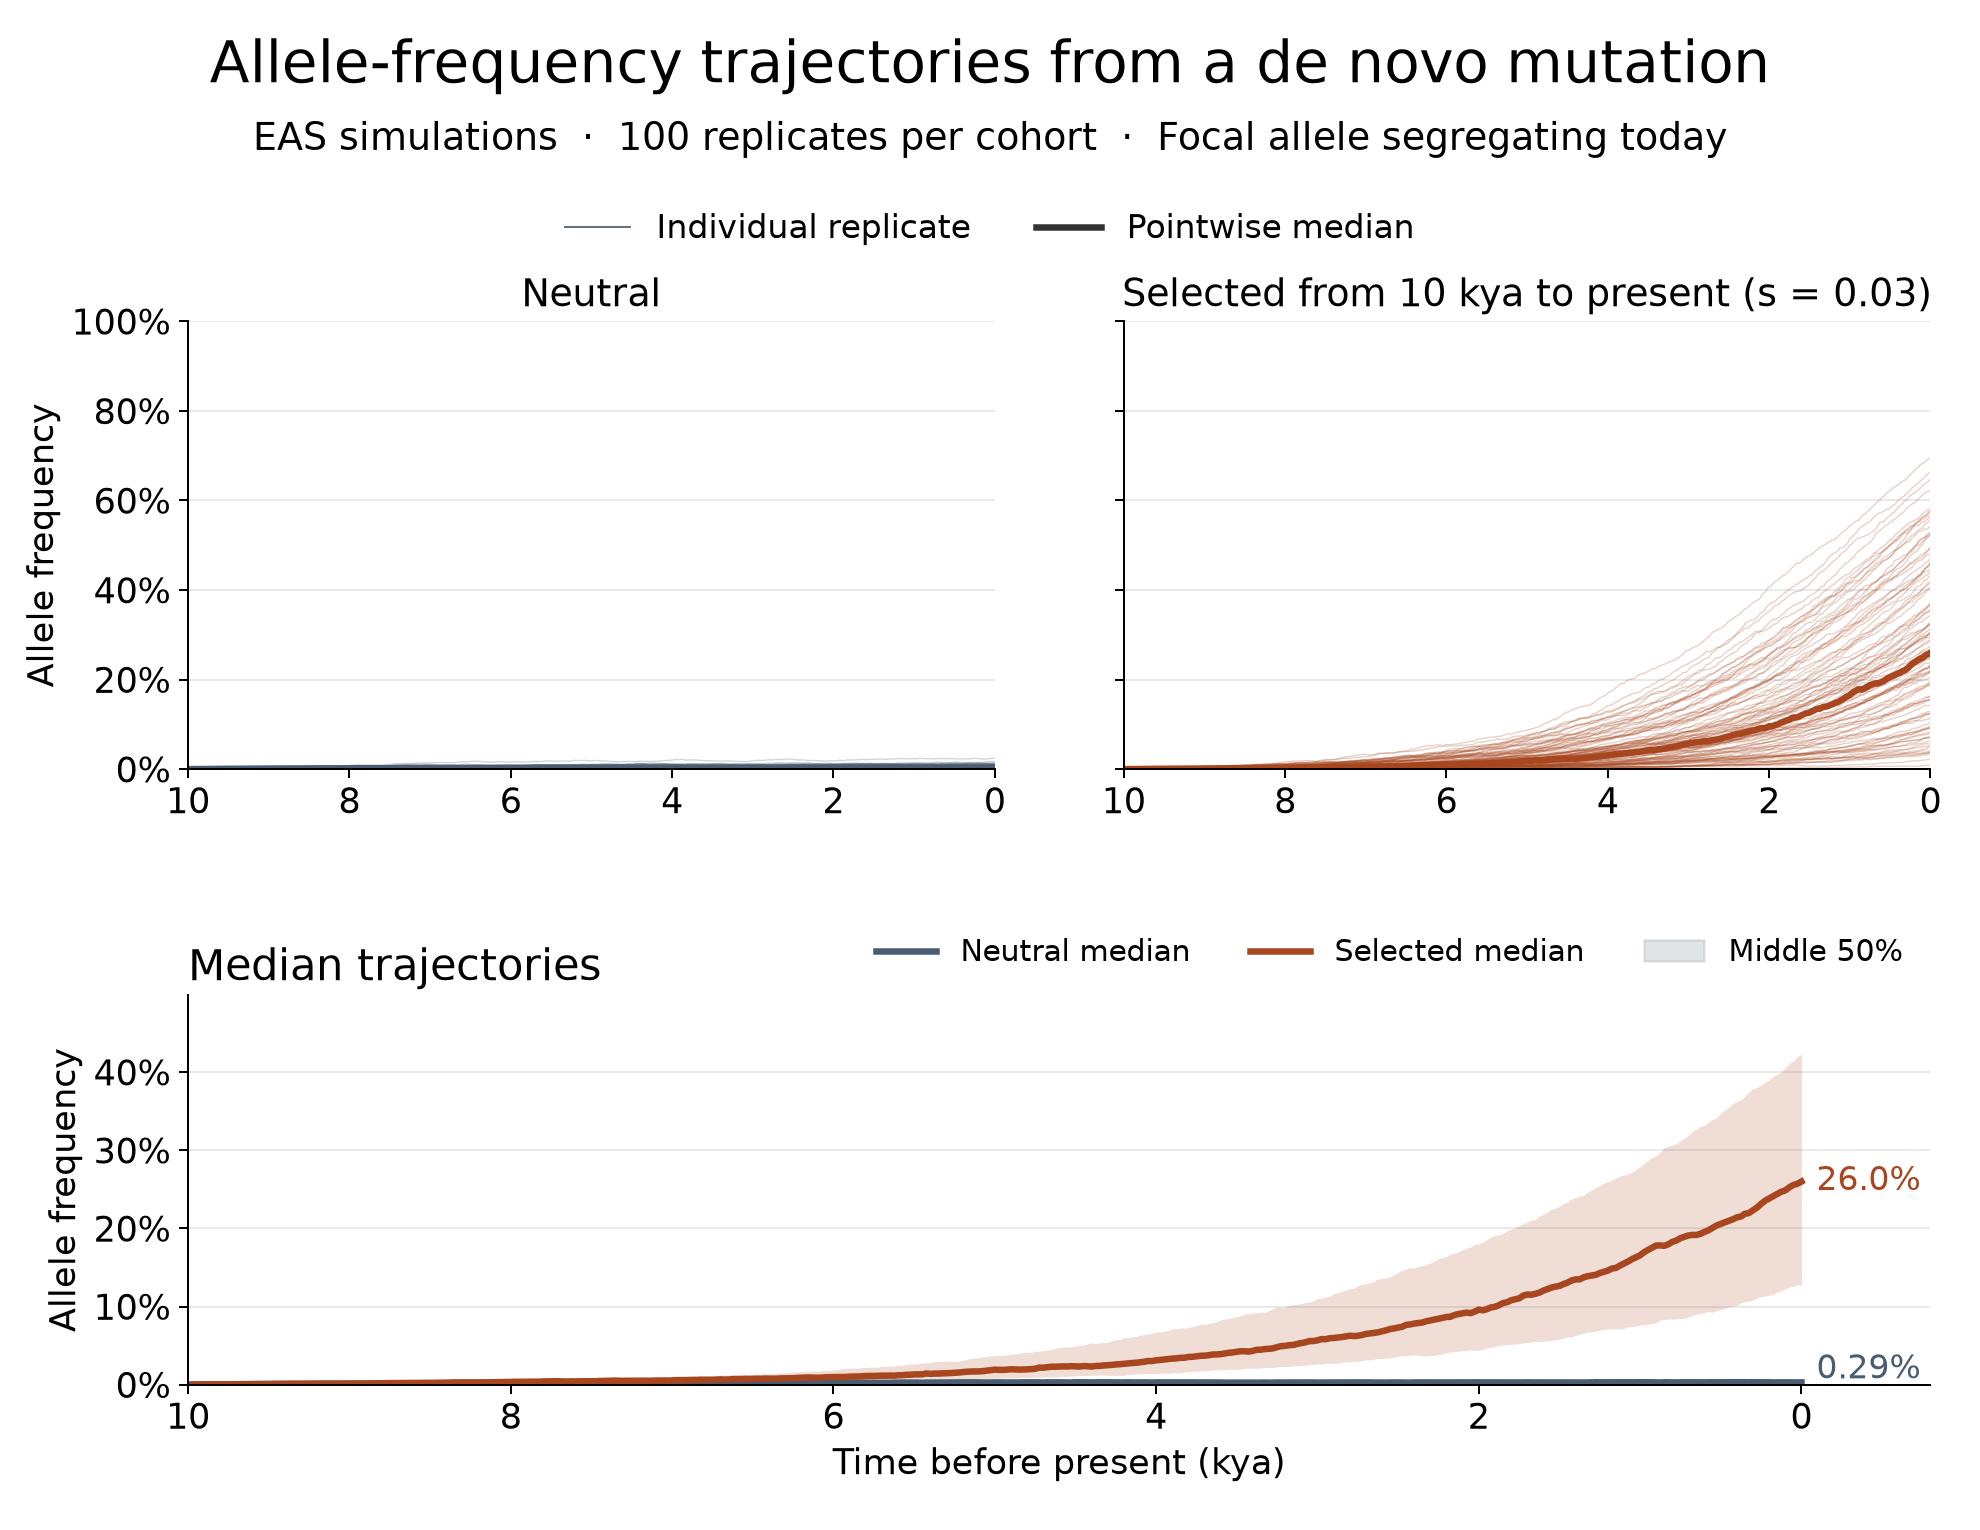 Allele-frequency trajectories from a de novo mutation
EAS simulations · 100 replicates per cohort · Focal allele segregating today
Individual replicate
Pointwise median
Neutral
Selected from 10 kya to present (s = 0.03)
Allele frequency
100%
80%
60%
40%
20%
0%
10 8 6 4 2 0
10 8 6 4 2 0
Median trajectories
Neutral median
Selected median
Middle 50%
Allele frequency
40%
30%
20%
10%
0%
26.0%
0.29%
10 8 6 4 2 0
Time before present (kya)